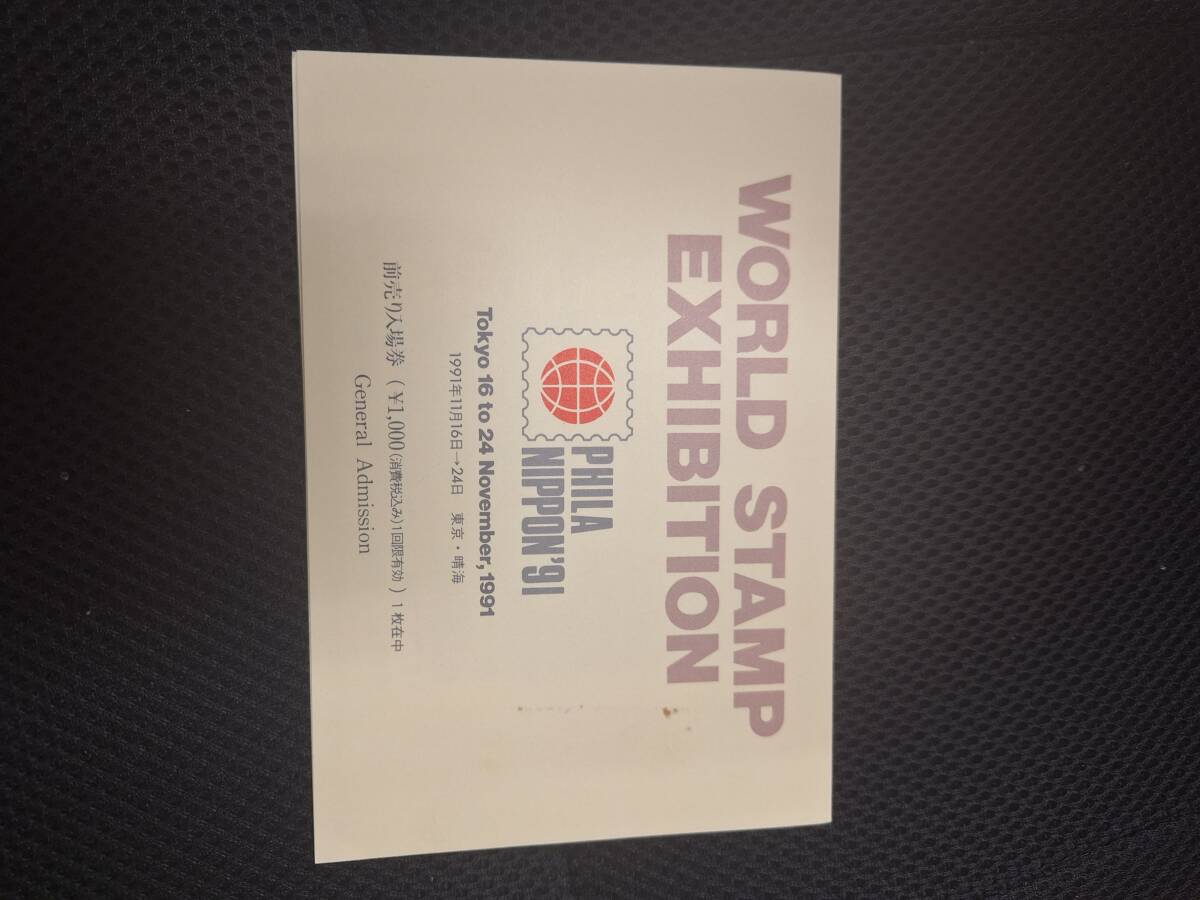 WORLD STAMP
EXHIBITION
PHILA
NIPPON'91
Tokyo 16 to 24 November, 1991
1991年11月16日→24日 東京・晴海
前売り入場券(¥1,000(消費税込み)1回限有効)1枚在中
General Admission